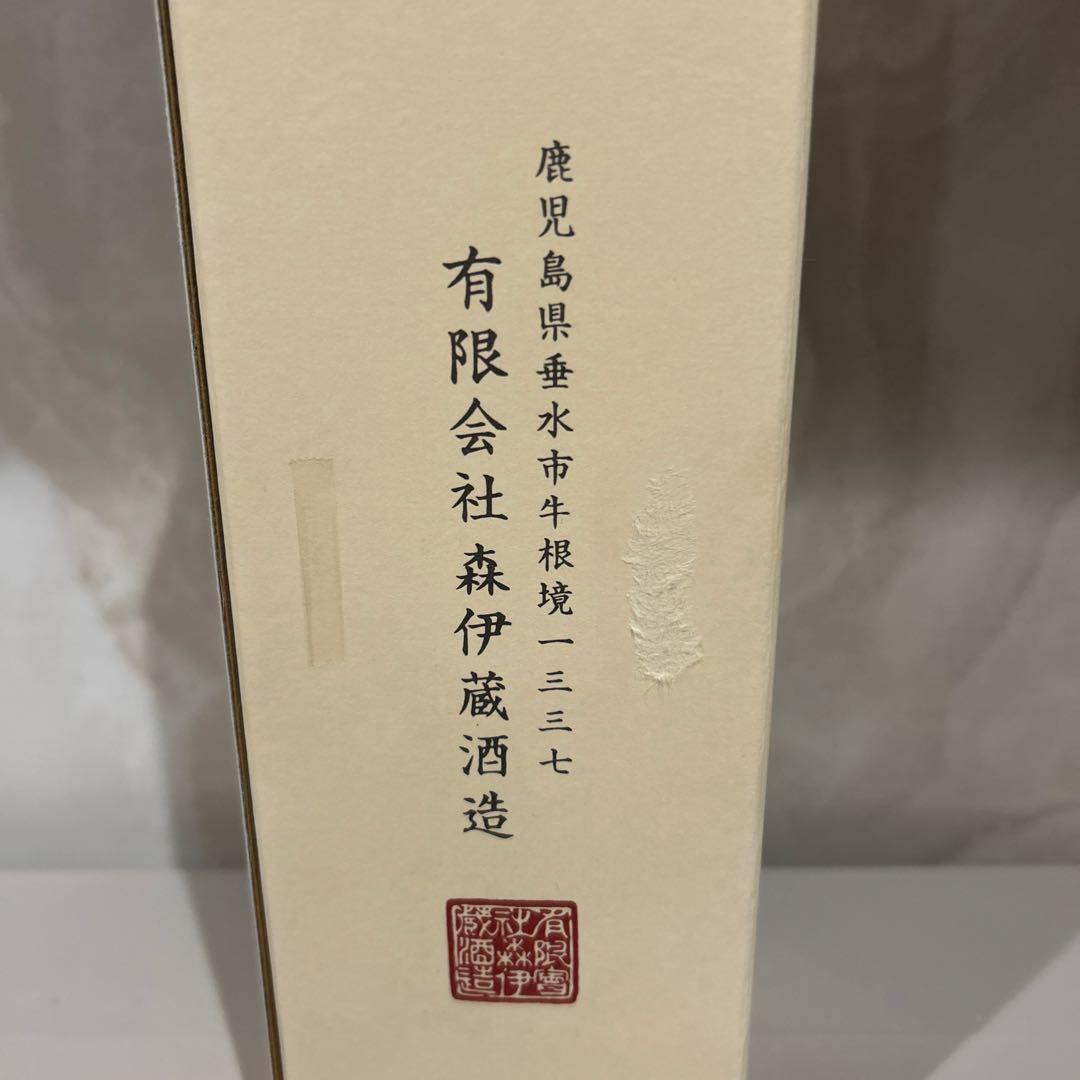 鹿児島県垂水市牛根境一三三七
有限会社森伊蔵酒造
有限會
社森伊
蔵酒造